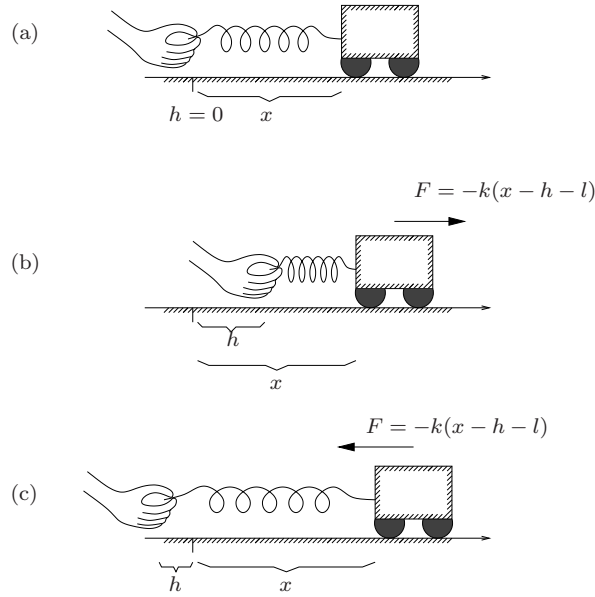 (a)
h = 0 x
F = −k(x − h − l)
(b)
h
x
F = −k(x − h − l)
(c)
h x